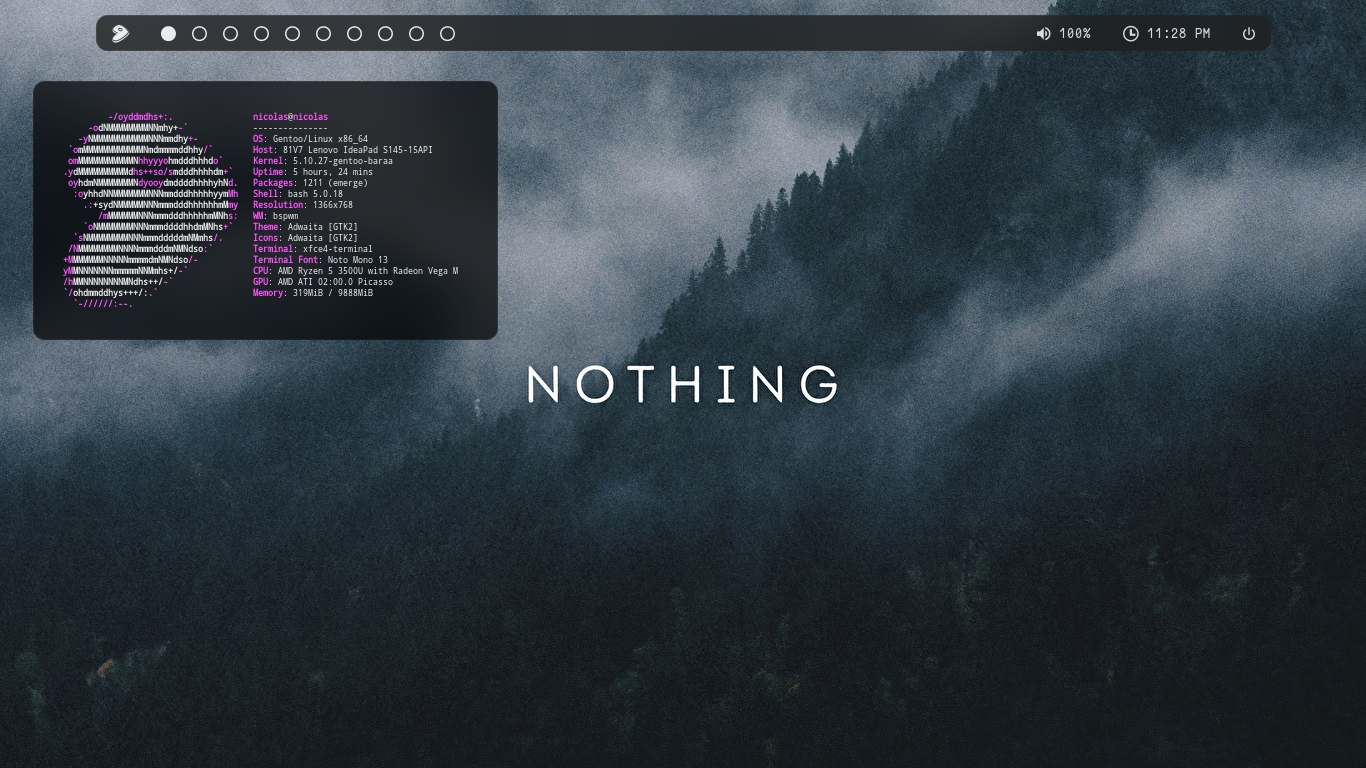 100% 11:28 PM
nicolas@nicolas
---------------
OS: Gentoo/Linux x86_64
Host: 81V7 Lenovo IdeaPad S145-15API
Kernel: 5.10.27-gentoo-baraa
Uptime: 5 hours, 24 mins
Packages: 1211 (emerge)
Shell: bash 5.0.18
Resolution: 1366x768
WM: bspwm
Theme: Adwaita [GTK2]
Icons: Adwaita [GTK2]
Terminal: xfce4-terminal
Terminal Font: Noto Mono 13
CPU: AMD Ryzen 5 3500U with Radeon Vega M
GPU: AMD ATI 02:00.0 Picasso
Memory: 319MiB / 9888MiB
NOTHING